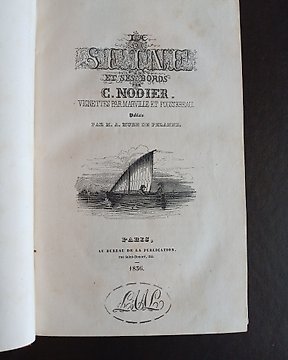 LA
SEINE
ET SES BORDS
PAR
C. NODIER.
VIGNETTES PAR MARVILLE ET FOUSSEREAU.
Publiés
PAR M. A. MURE DE PELANNE.
PARIS,
AU BUREAU DE LA PUBLICATION,
1836